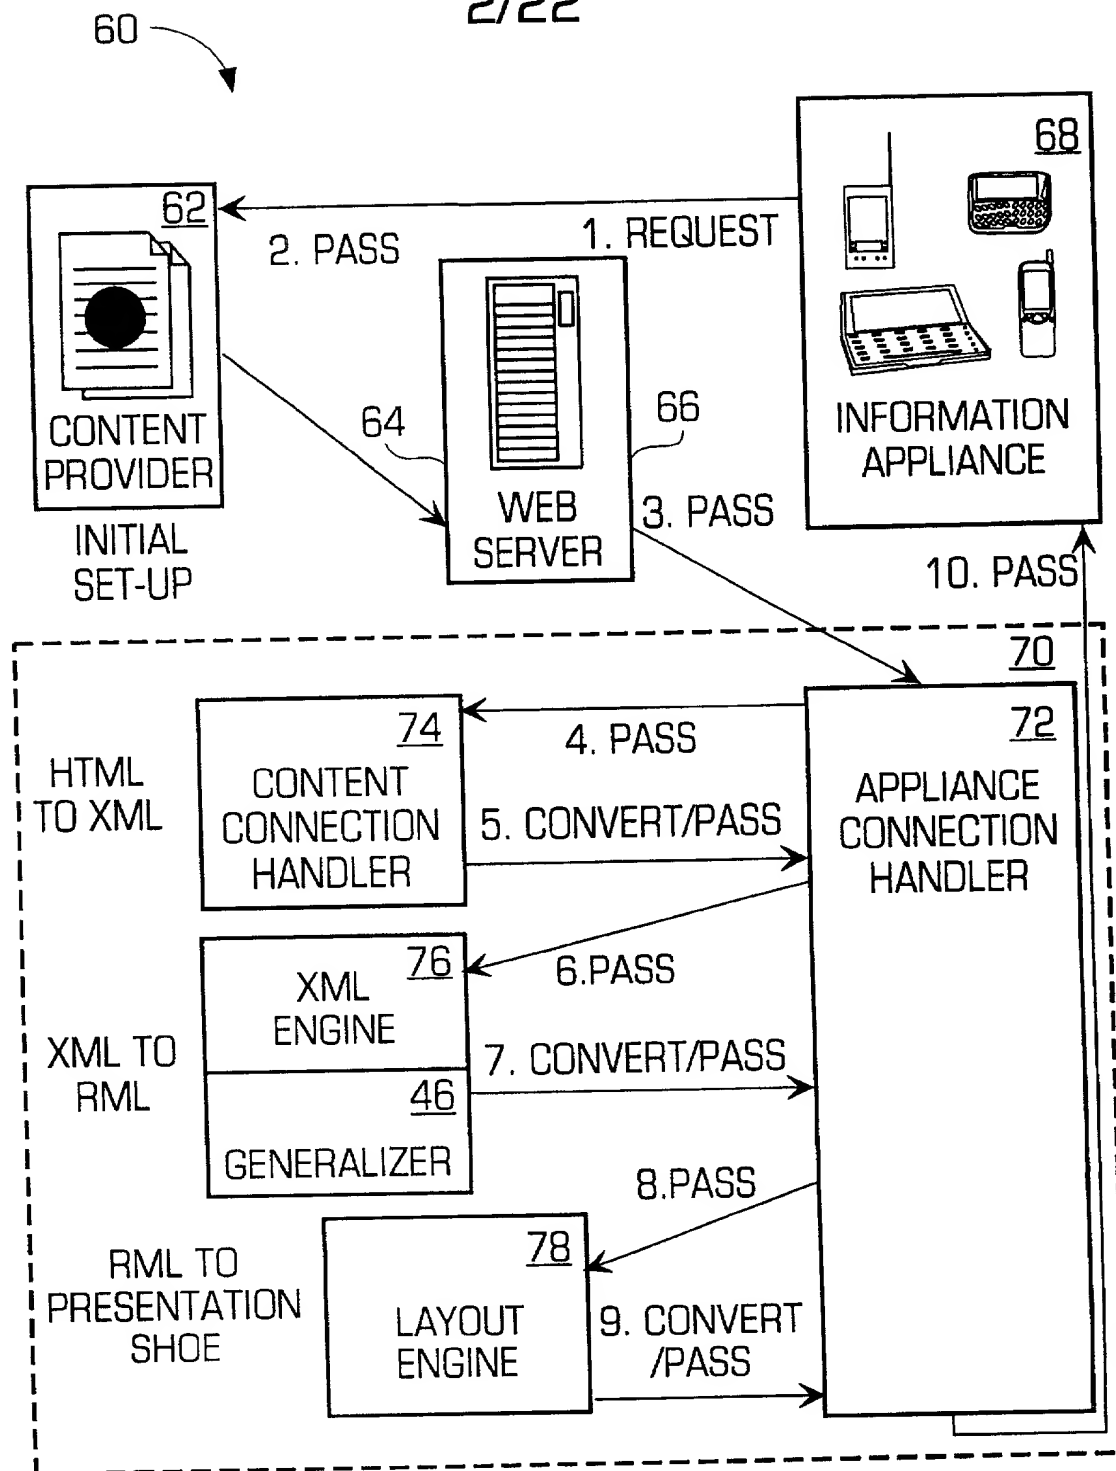 2/22
60
68
62
1. REQUEST
2. PASS
64
66
CONTENT
PROVIDER
INFORMATION
APPLIANCE
WEB
SERVER
3. PASS
INITIAL
SET-UP
10. PASS
70
74
72
4. PASS
HTML
TO XML
CONTENT
CONNECTION
HANDLER
5. CONVERT/PASS
APPLIANCE
CONNECTION
HANDLER
76
6.PASS
XML
ENGINE
XML TO
RML
7. CONVERT/PASS
46
GENERALIZER
8.PASS
78
RML TO
PRESENTATION
SHOE
LAYOUT
ENGINE
9. CONVERT
/PASS